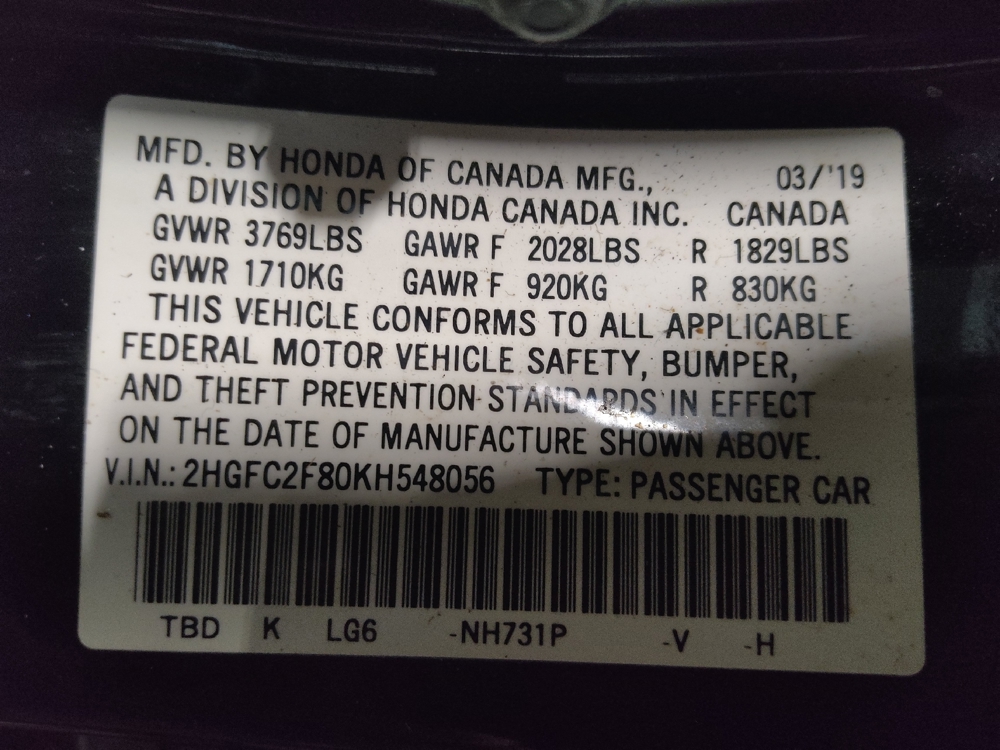 MFD. BY HONDA OF CANADA MFG., 03/'19
A DIVISION OF HONDA CANADA INC. CANADA
GVWR 3769LBS GAWR F 2028LBS R 1829LBS
GVWR 1710KG GAWR F 920KG R 830KG
THIS VEHICLE CONFORMS TO ALL APPLICABLE
FEDERAL MOTOR VEHICLE SAFETY, BUMPER,
AND THEFT PREVENTION STANDARDS IN EFFECT
ON THE DATE OF MANUFACTURE SHOWN ABOVE.
V.I.N.: 2HGFC2F80KH548056 TYPE: PASSENGER CAR
TBD K LG6 -NH731P -V -H